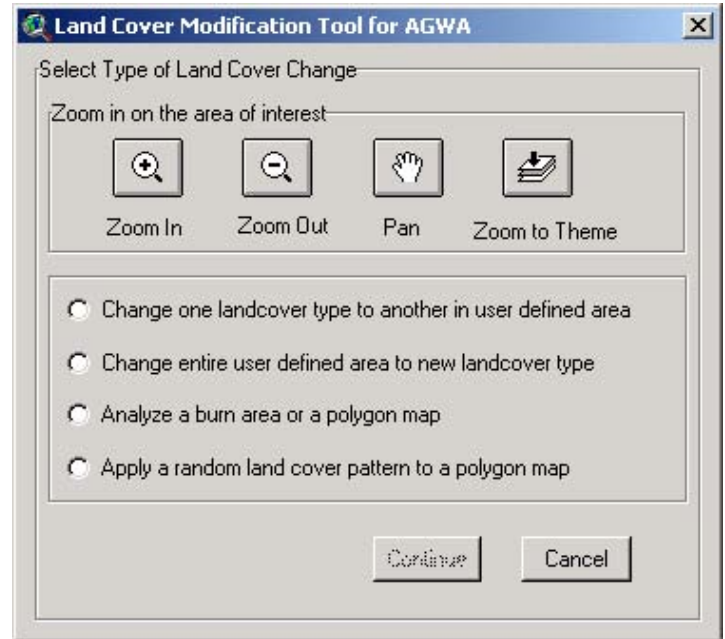 Land Cover Modification Tool for AGWA
Select Type of Land Cover Change
Zoom in on the area of interest
Zoom In Zoom Out Pan Zoom to Theme
Change one landcover type to another in user defined area
Change entire user defined area to new landcover type
Analyze a burn area or a polygon map
Apply a random land cover pattern to a polygon map
Continue Cancel